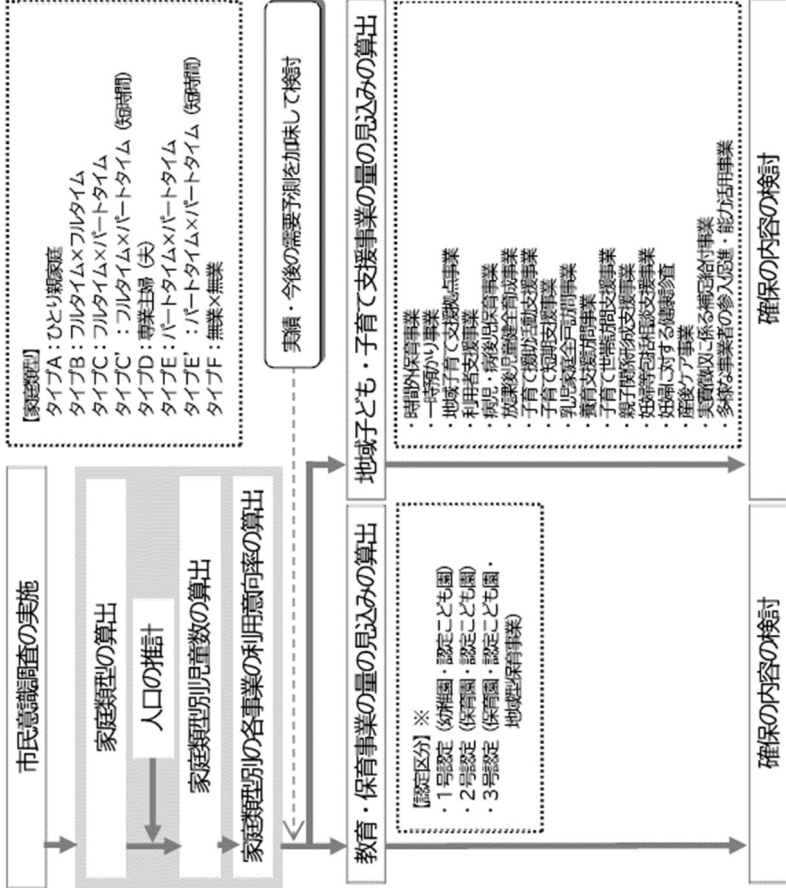 市民意識調査の実施
家庭類型の算出
人口の推計
家庭類型別児童数の算出
家庭類型別の各事業の利用意向率の算出
【家庭類型】
タイプA：ひとり親家庭
タイプB：フルタイム×フルタイム
タイプC：フルタイム×パートタイム
タイプC'：フルタイム×パートタイム（短時間）
タイプD：専業主婦（夫）
タイプE：パートタイム×パートタイム
タイプE'：パートタイム×パートタイム（短時間）
タイプF：無業×無業
実績・今後の需要予測を加味して検討
教育・保育事業の量の見込みの算出
【認定区分】※
・1号認定（幼稚園・認定こども園）
・2号認定（保育園・認定こども園）
・3号認定（保育園・認定こども園・
地域型保育事業）
確保の内容の検討
地域子ども・子育て支援事業の量の見込みの算出
・時間外保育事業
・一時預かり事業
・地域子育て支援拠点事業
・利用者支援事業
・病児・病後児保育事業
・放課後児童健全育成事業
・子育て援助活動支援事業
・子育て短期支援事業
・乳児家庭全戸訪問事業
・養育支援訪問事業
・子育て世帯訪問支援事業
・親子関係形成支援事業
・妊婦等包括相談支援事業
・妊婦に対する健康診査
・産後ケア事業
・実費徴収に係る補足給付事業
・多様な事業者の参入促進・能力活用事業
確保の内容の検討